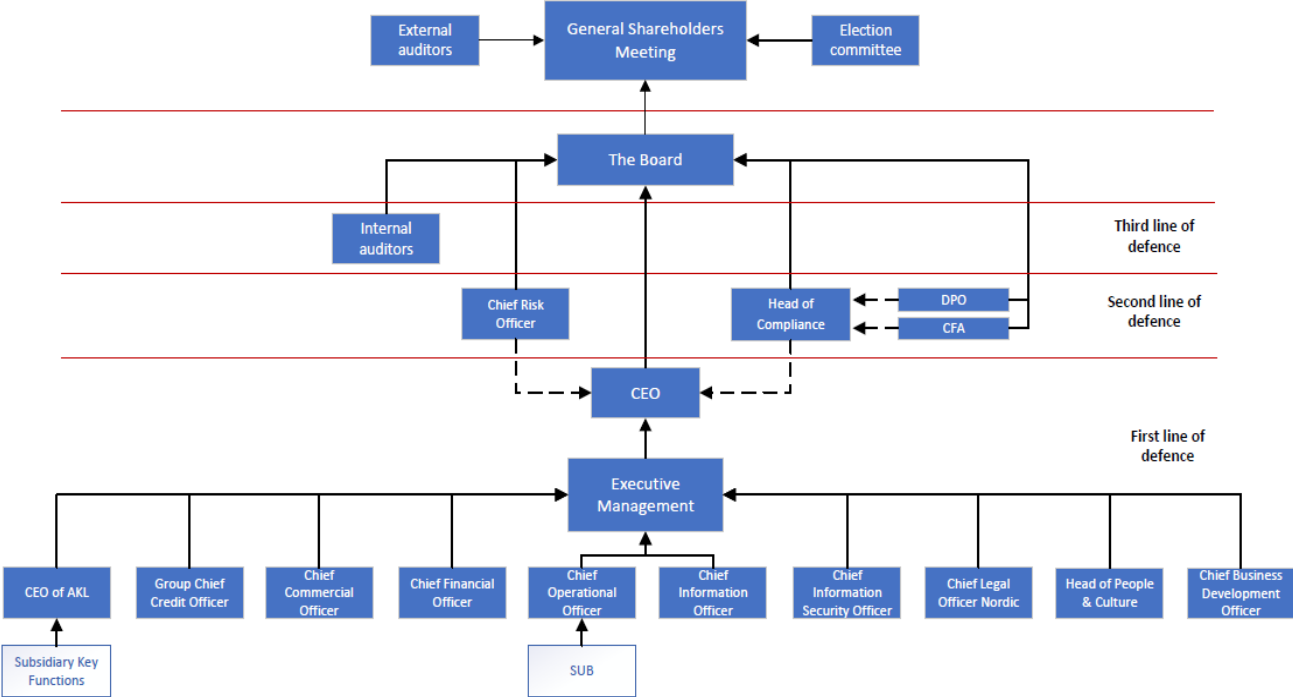 External
auditors
General Shareholders
Meeting
Election
committee
The Board
Internal
auditors
Third line of
defence
Chief Risk
Officer
Head of
Compliance
DPO
CFA
Second line of
defence
CEO
First line of
defence
Executive
Management
CEO of AKL
Group Chief
Credit Officer
Chief
Commercial
Officer
Chief Financial
Officer
Chief
Operational
Officer
Chief
Information
Officer
Chief
Information
Security Officer
Chief Legal
Officer Nordic
Head of People
& Culture
Chief Business
Development
Officer
Subsidiary Key
Functions
SUB